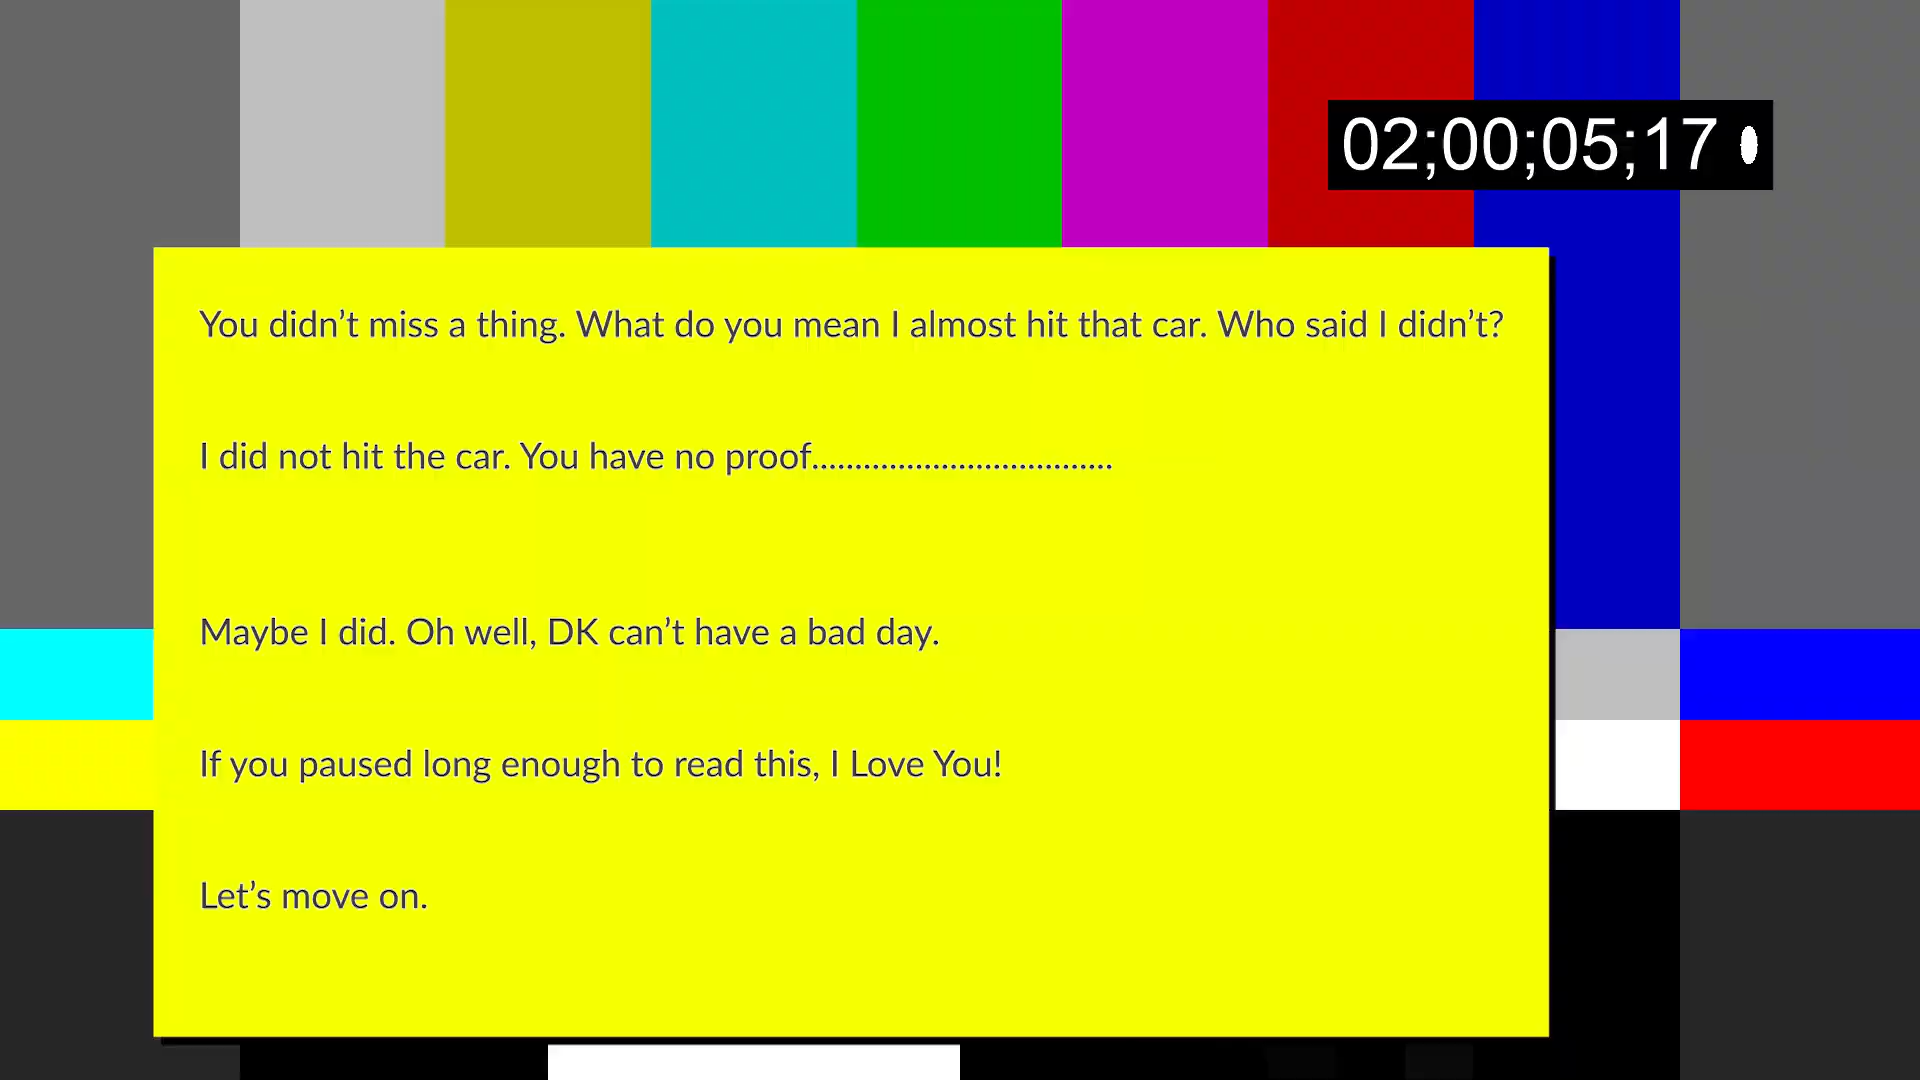 02;00;05;17
You didn’t miss a thing. What do you mean I almost hit that car. Who said I didn’t?
I did not hit the car. You have no proof...................................
Maybe I did. Oh well, DK can’t have a bad day.
If you paused long enough to read this, I Love You!
Let’s move on.